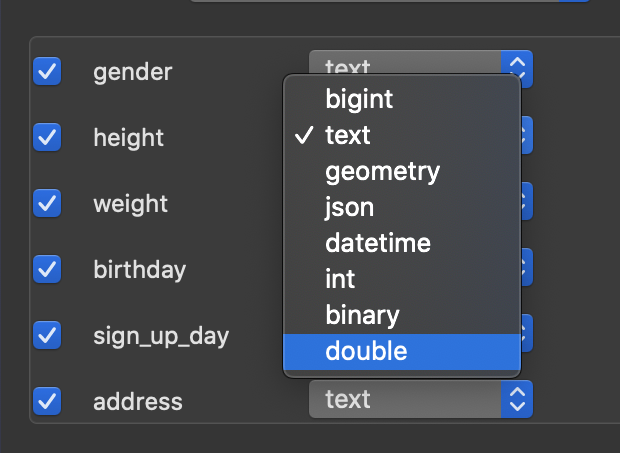 gender text
bigint
height ✓ text
geometry
weight json
datetime
birthday int
binary
sign_up_day double
address text